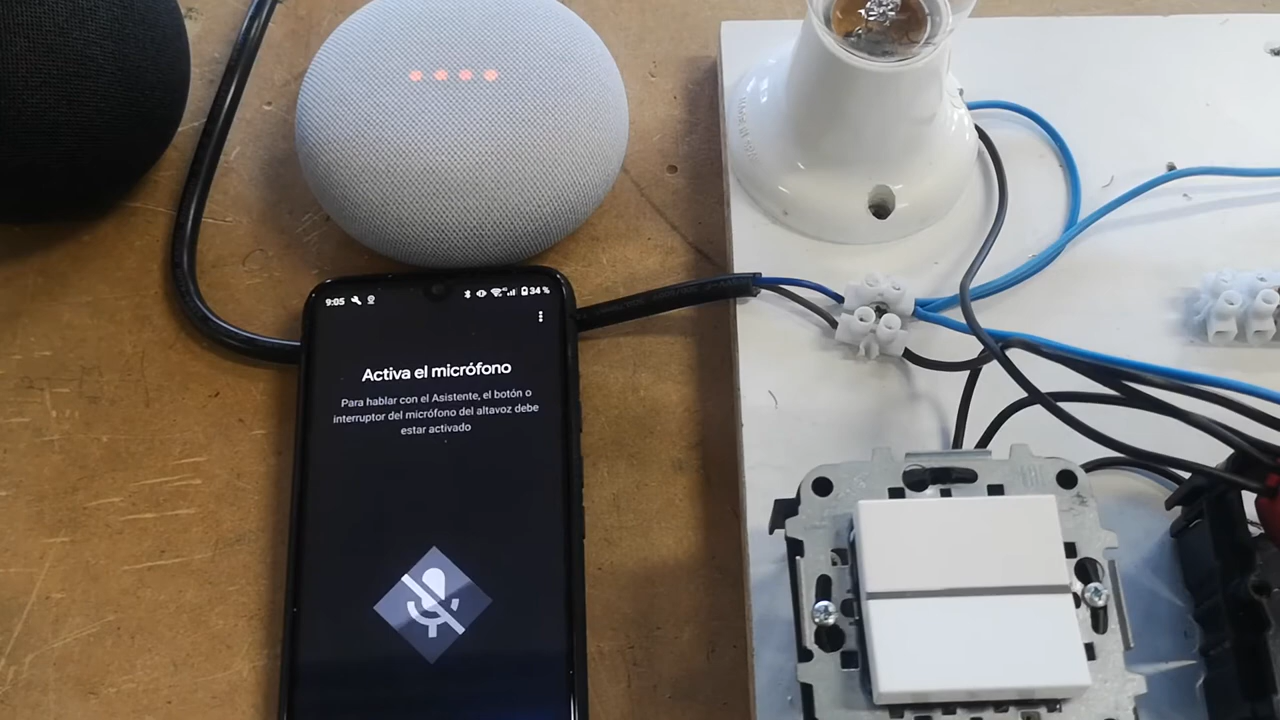 9:05
34%
Activa el micrófono
Para hablar con el Asistente, el botón o
interruptor del micrófono del altavoz debe
estar activado